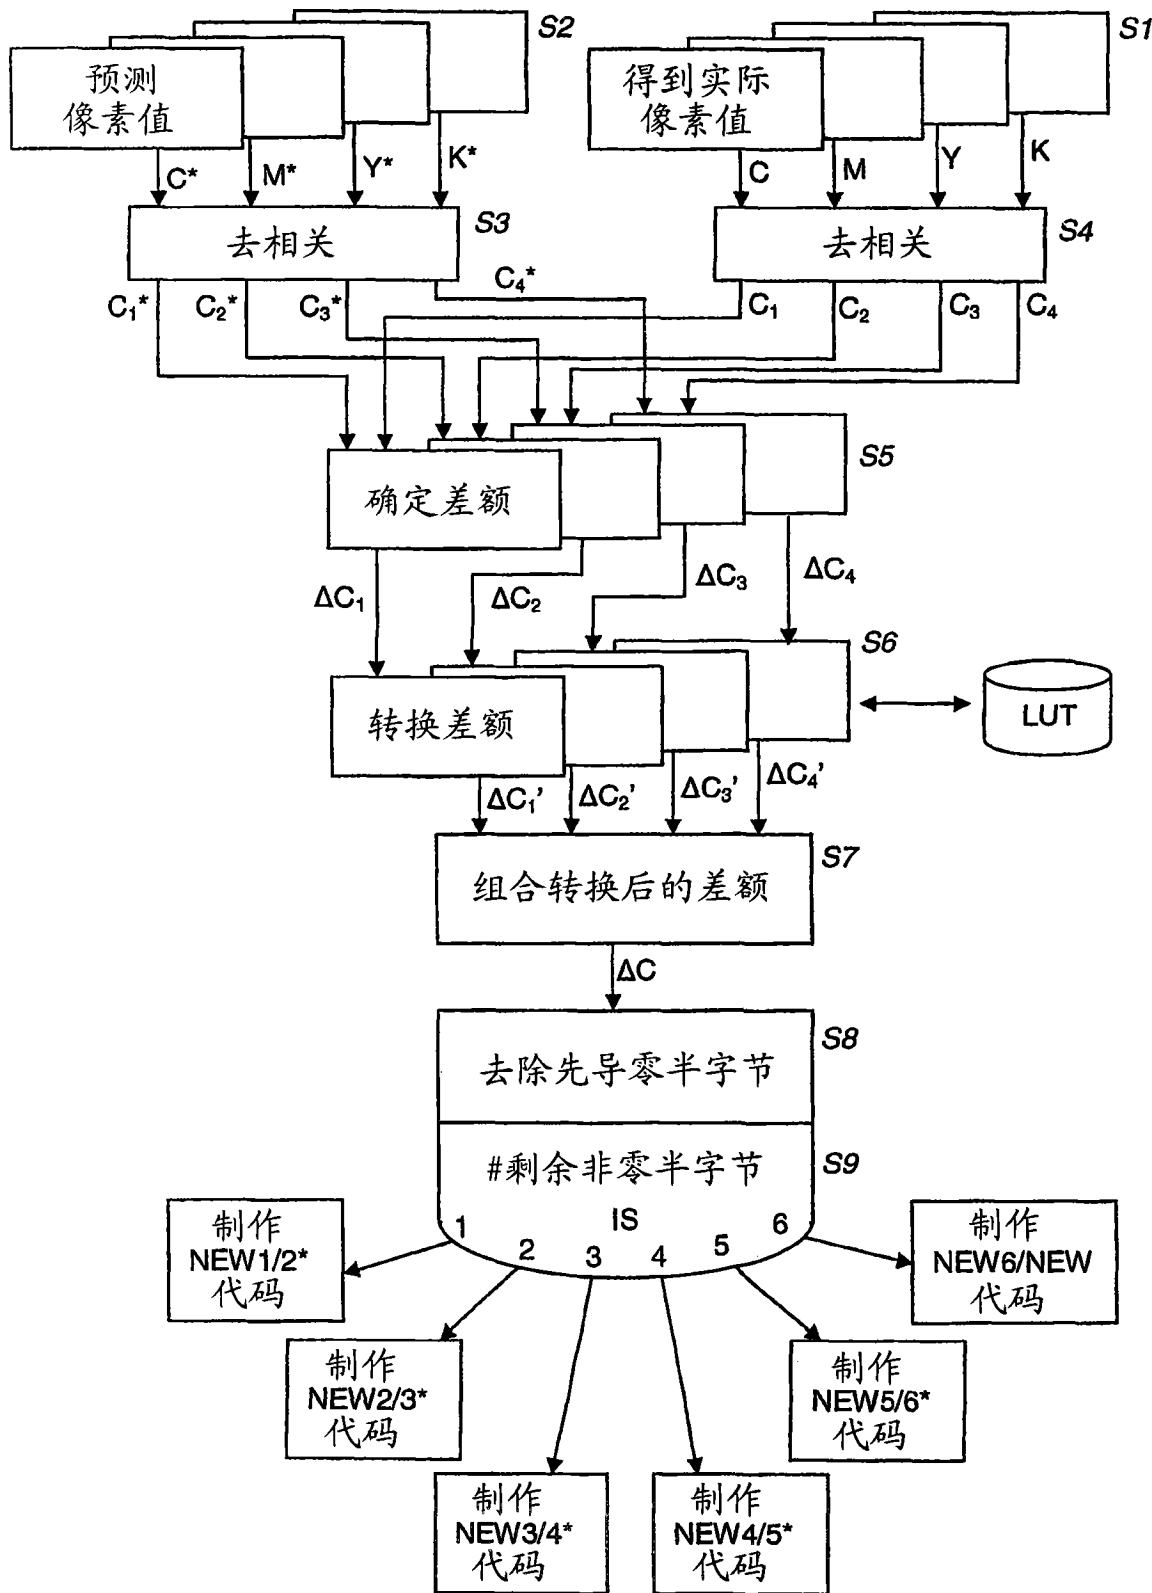 S2
S1
预测
像素值
得到实际
像素值
C*
M*
Y*
K*
C
M
Y
K
去相关
S3
去相关
S4
C₁*
C₂*
C₃*
C₄*
C₁
C₂
C₃
C₄
确定差额
S5
ΔC₁
ΔC₂
ΔC₃
ΔC₄
转换差额
S6
LUT
ΔC₁’
ΔC₂’
ΔC₃’
ΔC₄’
组合转换后的差额
S7
ΔC
去除先导零半字节
S8
#剩余非零半字节
S9
IS
1
2
3
4
5
6
制作
NEW1/2*
代码
制作
NEW6/NEW
代码
制作
NEW2/3*
代码
制作
NEW5/6*
代码
制作
NEW3/4*
代码
制作
NEW4/5*
代码